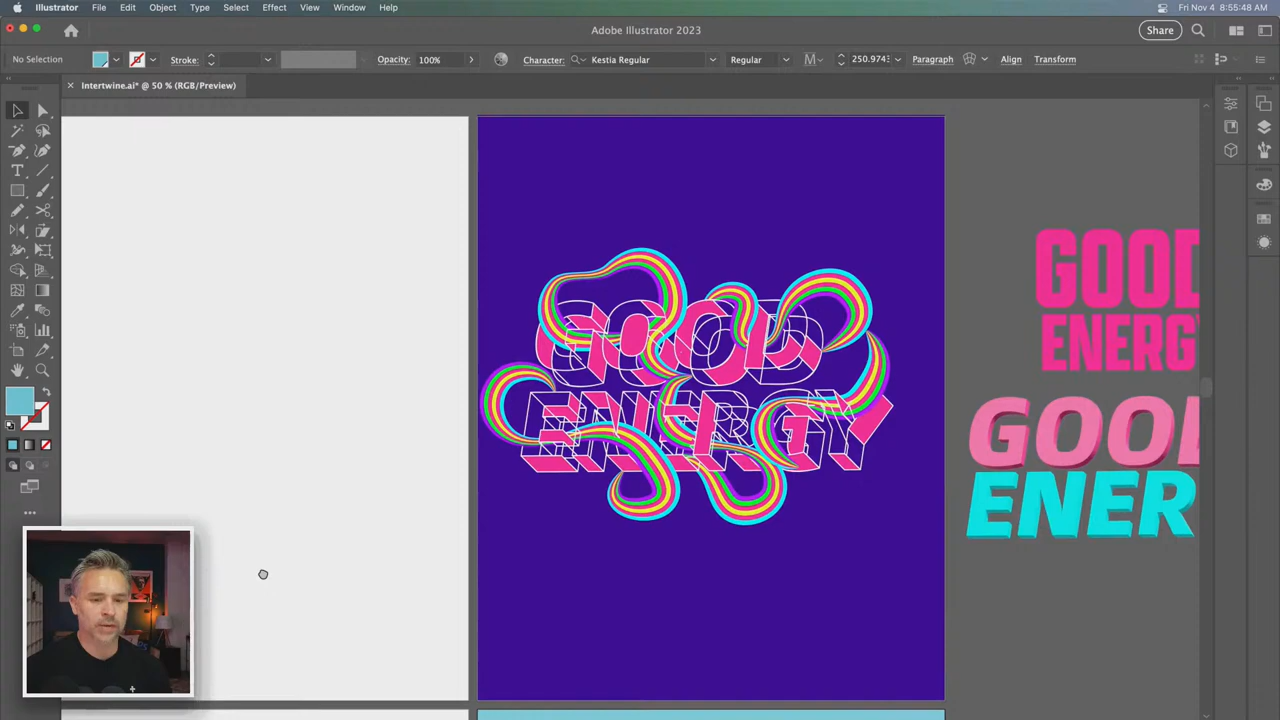 Illustrator File Edit Object Type Select Effect View Window Help
Fri Nov 4 8:55:48 AM
Adobe Illustrator 2023
Share
No Selection
Stroke:
Opacity: 100%
Character: Kestia Regular
Regular
250.974
Paragraph
Align
Transform
Intertwine.ai* @ 50 % (RGB/Preview)
GOOD
ENERGY
GOOD
ENERGY
GOOD
ENER